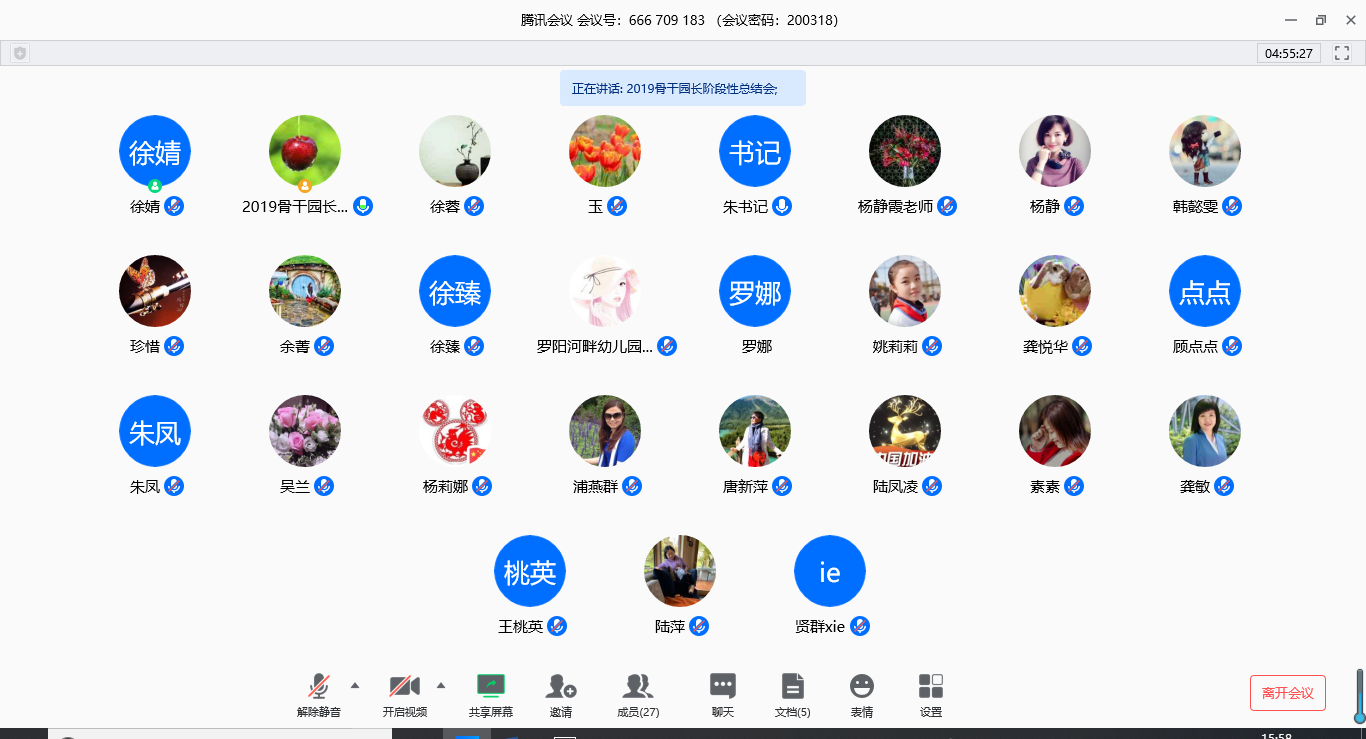 腾讯会议 会议号：666 709 183 （会议密码：200318）
04:55:27
正在讲话: 2019骨干园长阶段性总结会;
徐婧 书记
徐婧 2019骨干园长... 徐蓉 玉 朱书记 杨静霞老师 杨静 韩懿雯
徐臻 罗娜 点点
珍惜 余菁 徐臻 罗阳河畔幼儿园... 罗娜 姚莉莉 龚悦华 顾点点
朱凤
朱凤 吴兰 杨莉娜 浦燕群 唐新萍 陆凤凌 素素 龚敏
桃英 ie
王桃英 陆萍 贤群xie
解除静音 开启视频 共享屏幕 邀请 成员(27) 聊天 文档(5) 表情 设置
离开会议
15:58